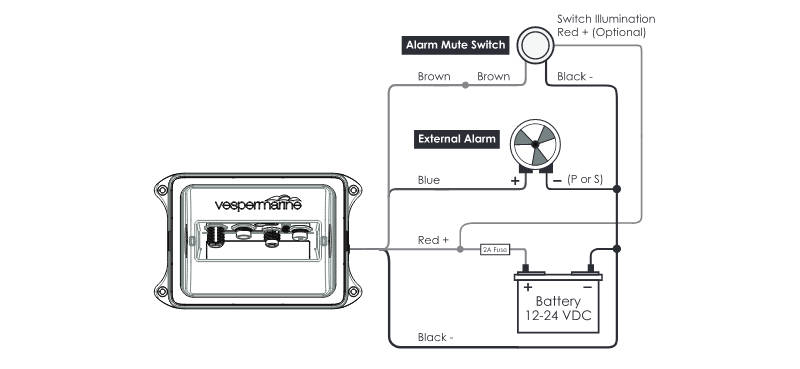 Switch Illumination
Red + (Optional)
Alarm Mute Switch
Brown
Brown
Black -
External Alarm
Blue
+
− (P or S)
vespermarine
Red +
2A Fuse
+
−
Battery
12-24 VDC
Black -